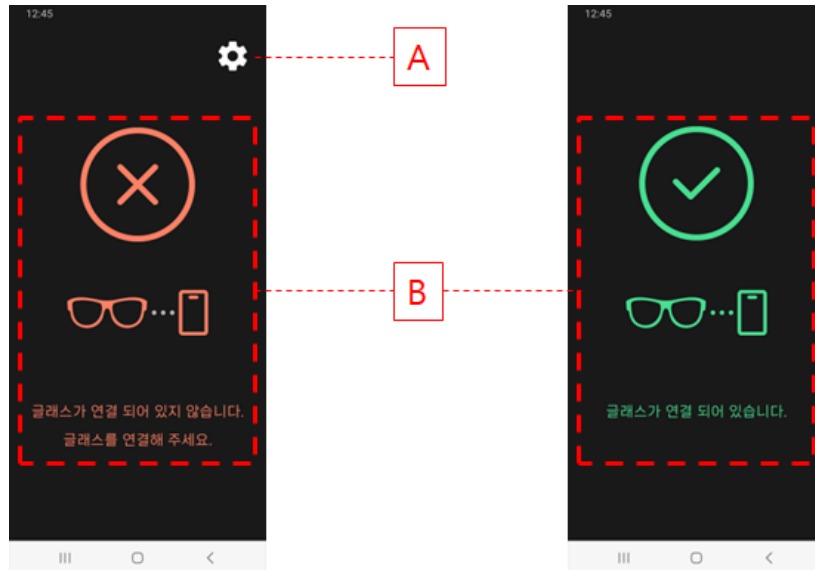 12:45
A
글래스가 연결 되어 있지 않습니다.
글래스를 연결해 주세요.
B
12:45
글래스가 연결 되어 있습니다.